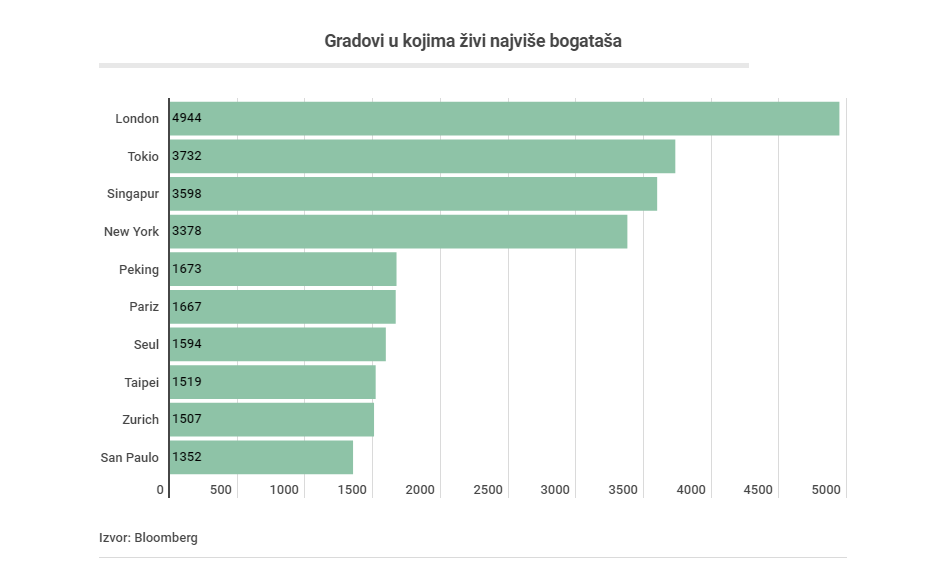 Gradovi u kojima živi najviše bogataša
London 4944
Tokio 3732
Singapur 3598
New York 3378
Peking 1673
Pariz 1667
Seul 1594
Taipei 1519
Zurich 1507
San Paulo 1352
0 500 1000 1500 2000 2500 3000 3500 4000 4500 5000
Izvor: Bloomberg